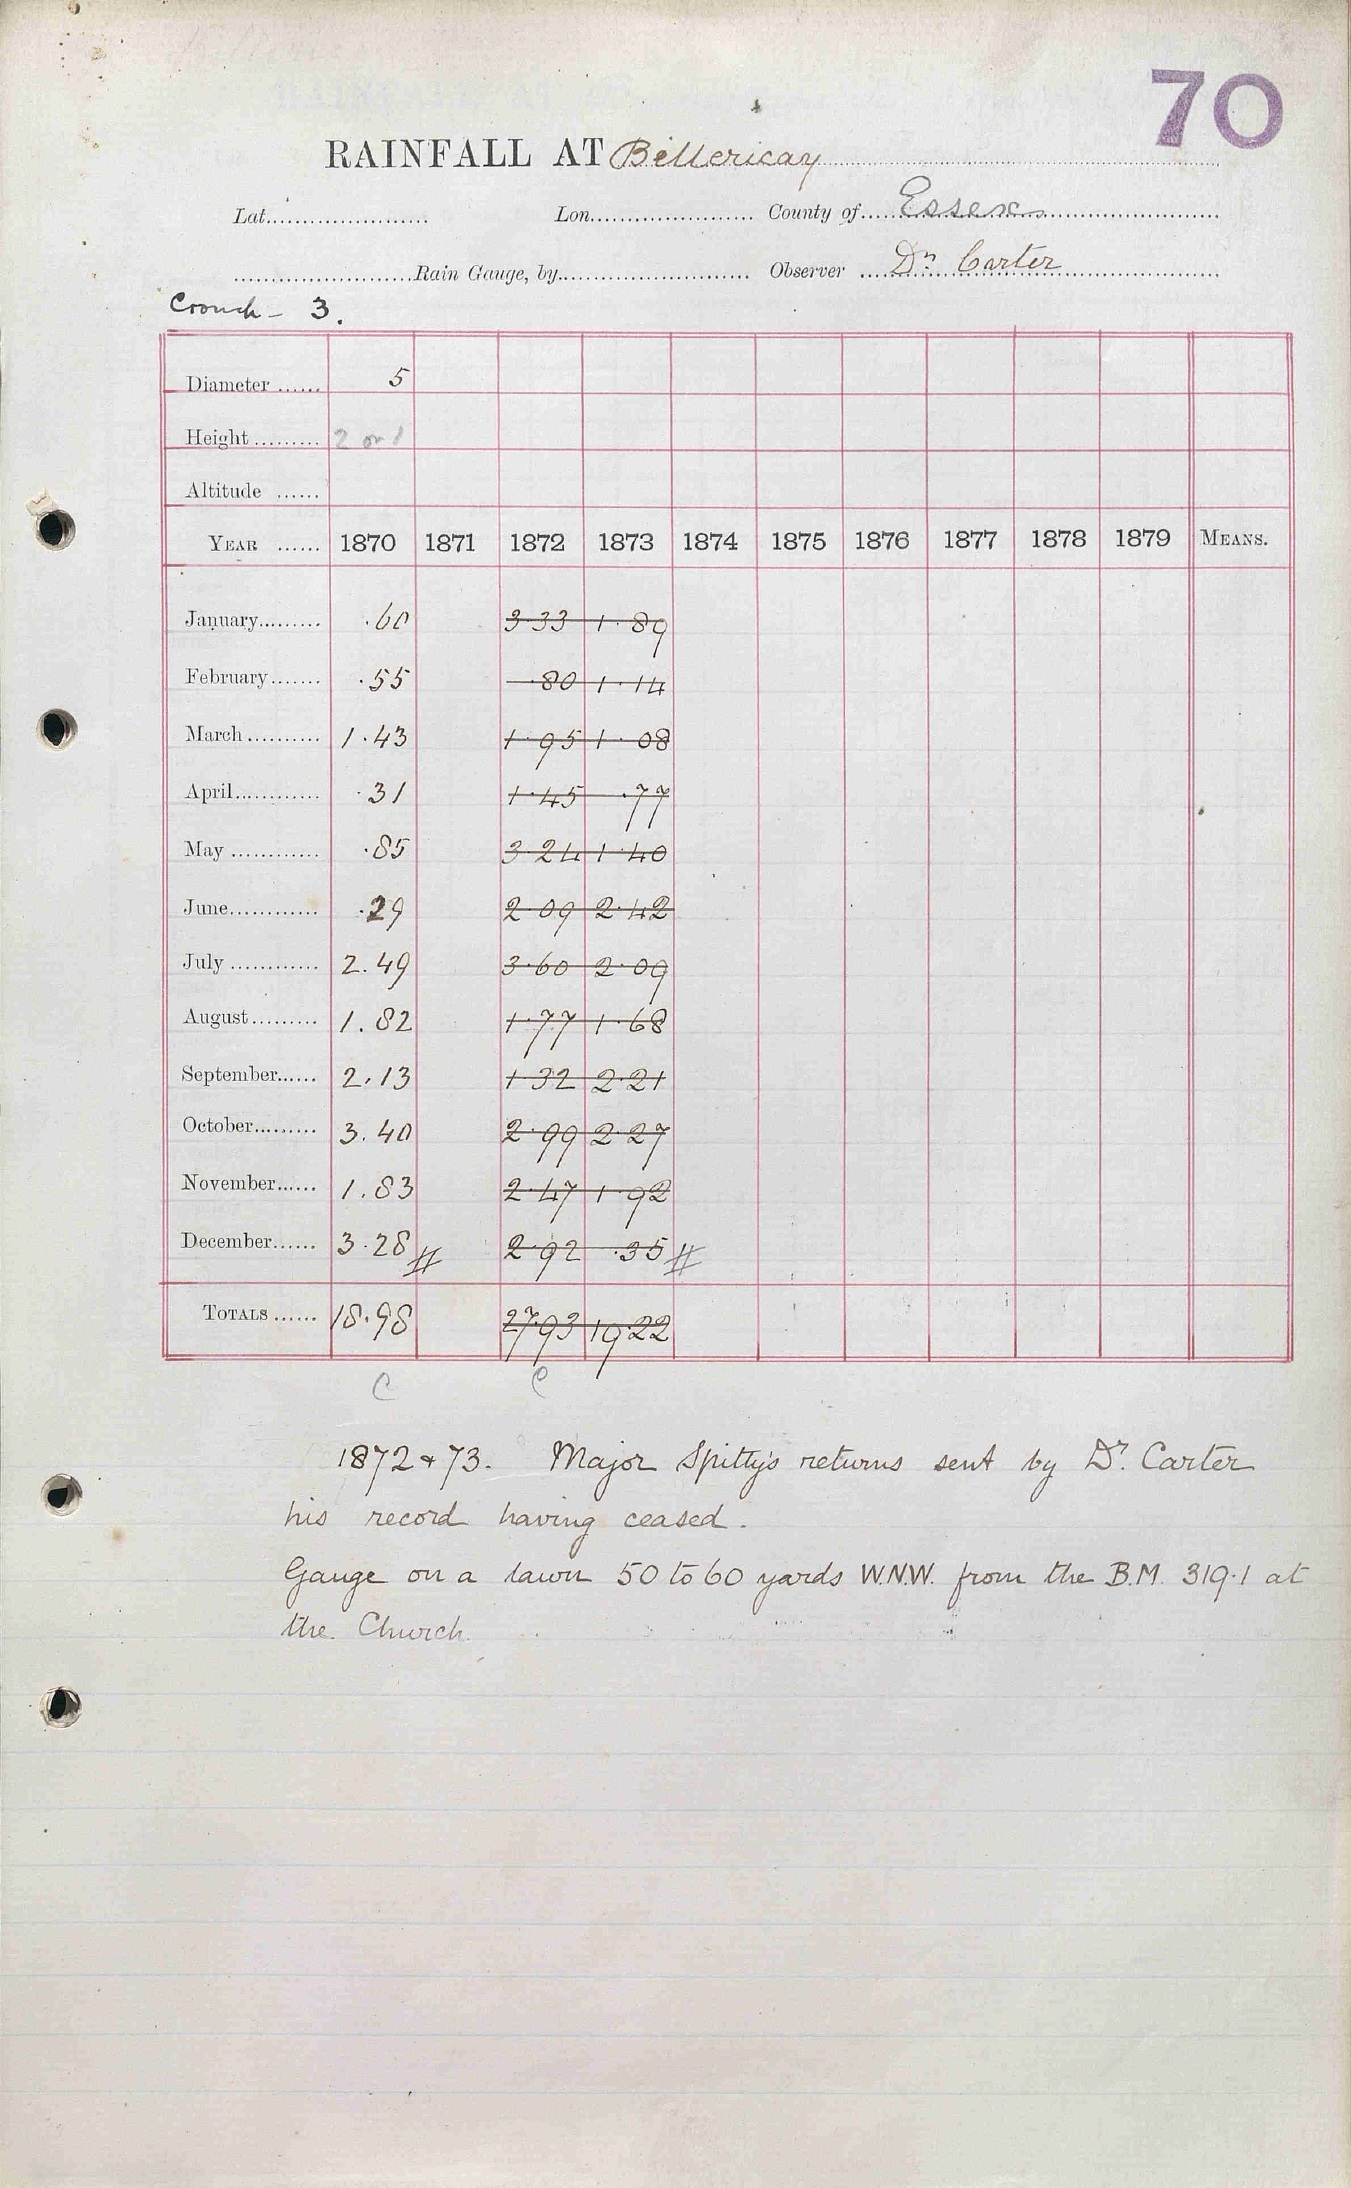 70
RAINFALL AT Billericay
Lat. Lon. County of Essex
Rain Gauge, by Observer Dr. Carter
Crouch - 3.
Diameter 5
Height 2 or 1
Altitude
YEAR 1870 1871 1872 1873 1874 1875 1876 1877 1878 1879 MEANS.
January .60 3.33 1.89
February .55 .80 1.14
March 1.43 1.95 1.08
April .31 1.45 .77
May .85 3.24 1.40
June .29 2.09 2.42
July 2.49 3.60 2.09
August 1.82 1.77 1.68
September 2.13 1.32 2.21
October 3.40 2.99 2.27
November 1.83 2.47 1.92
December 3.28 # 2.92 .35 #
TOTALS 18.98 27.93 19.22
C C
1872 & 73. Major Spitty's returns sent by Dr. Carter
his record having ceased.
Gauge on a lawn 50 to 60 yards W.N.W. from the B.M. 319.1 at
the Church.